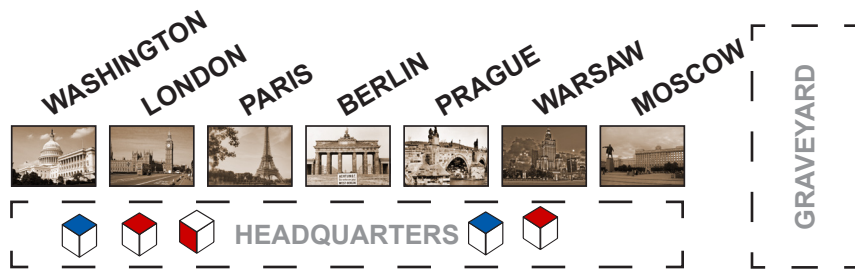 WASHINGTON
LONDON
PARIS
BERLIN
PRAGUE
WARSAW
MOSCOW
GRAVEYARD
HEADQUARTERS